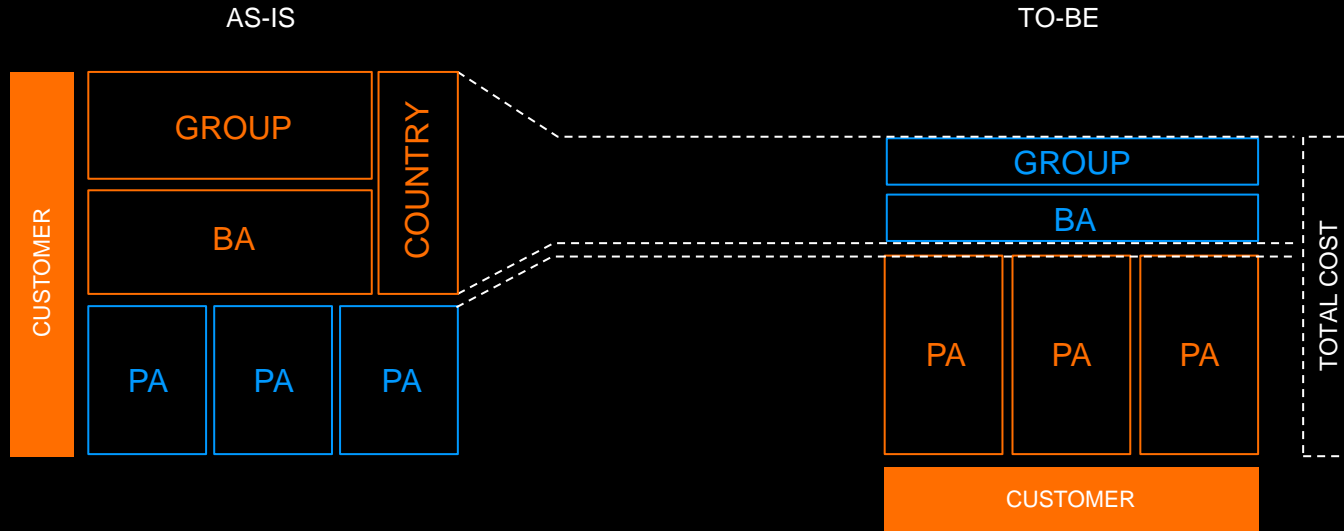 AS-IS
TO-BE
CUSTOMER
GROUP
COUNTRY
BA
PA
PA
PA
GROUP
BA
PA
PA
PA
CUSTOMER
TOTAL COST